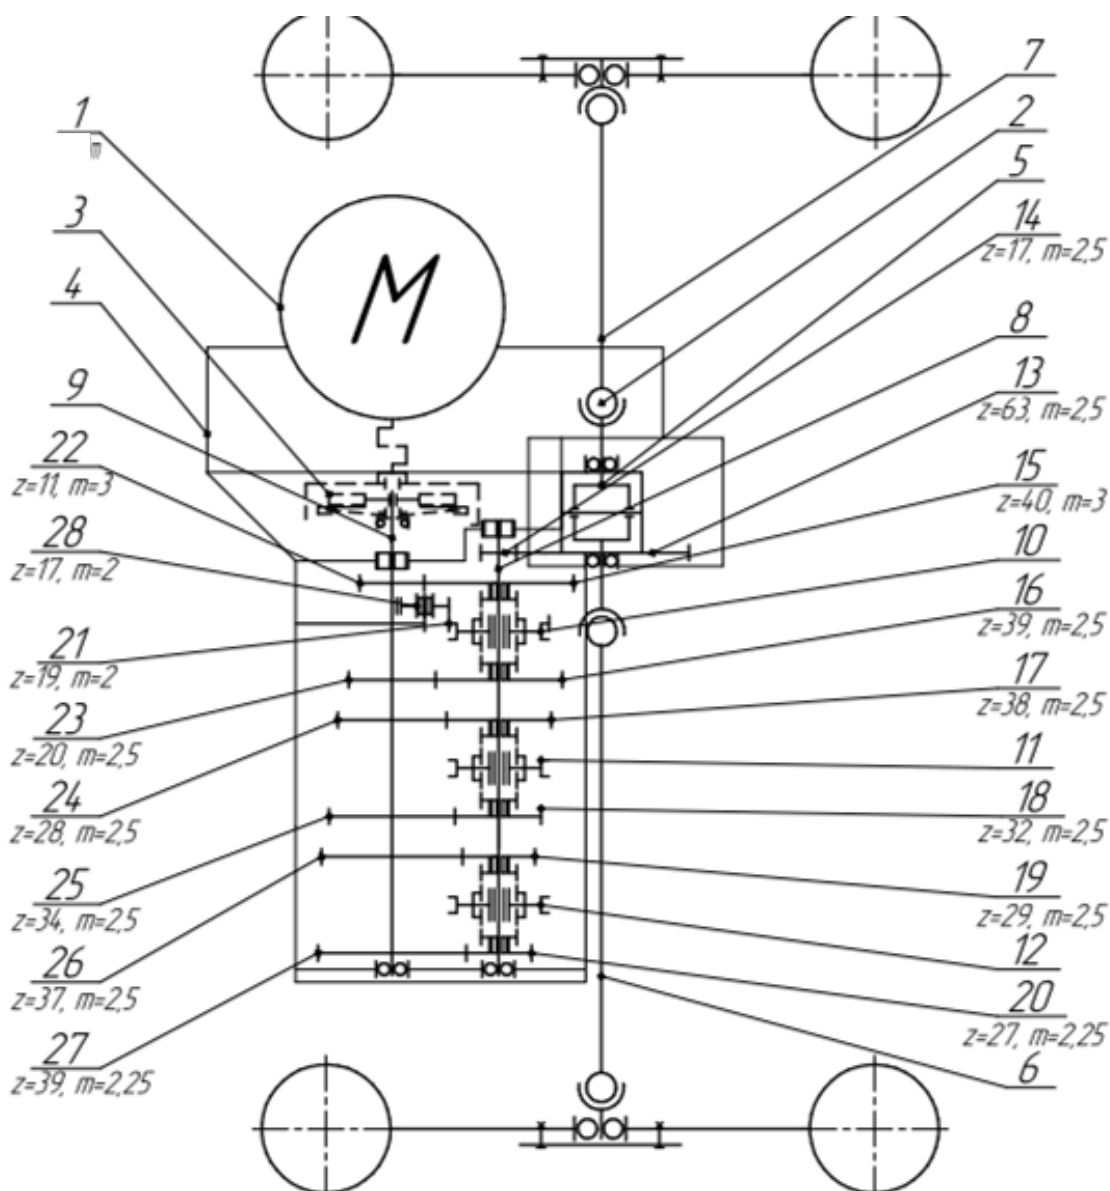 1
m
3
4
9
22
z=11, m=3
28
z=17, m=2
21
z=19, m=2
23
z=20, m=2,5
24
z=28, m=2,5
25
z=34, m=2,5
26
z=37, m=2,5
27
z=39, m=2,25
M
7
2
5
14
z=17, m=2,5
8
13
z=63, m=2,5
15
z=40, m=3
10
16
z=39, m=2,5
17
z=38, m=2,5
11
18
z=32, m=2,5
19
z=29, m=2,5
12
20
z=27, m=2,25
6